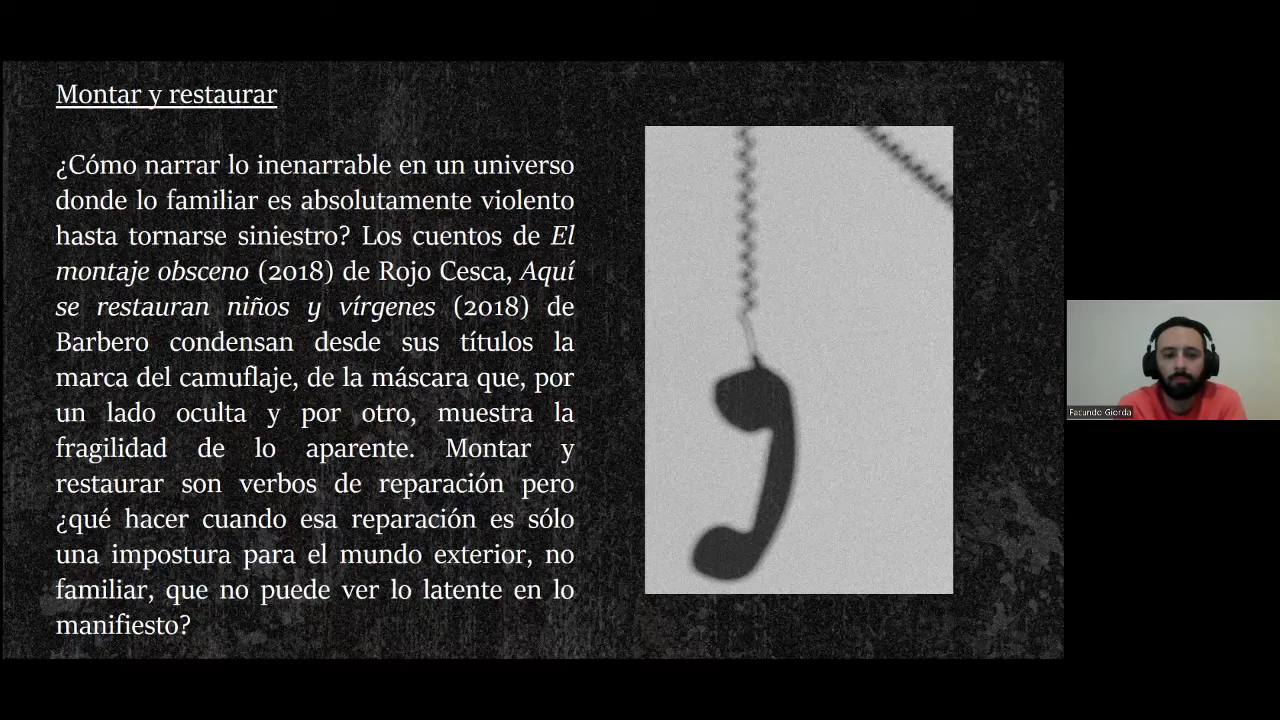 Montar y restaurar
¿Cómo narrar lo inenarrable en un universo
donde lo familiar es absolutamente violento
hasta tornarse siniestro? Los cuentos de El
montaje obsceno (2018) de Rojo Cesca, Aquí
se restauran niños y vírgenes (2018) de
Barbero condensan desde sus títulos la
marca del camuflaje, de la máscara que, por
un lado oculta y por otro, muestra la
fragilidad de lo aparente. Montar y
restaurar son verbos de reparación pero
¿qué hacer cuando esa reparación es sólo
una impostura para el mundo exterior, no
familiar, que no puede ver lo latente en lo
manifiesto?
Facundo Giorda